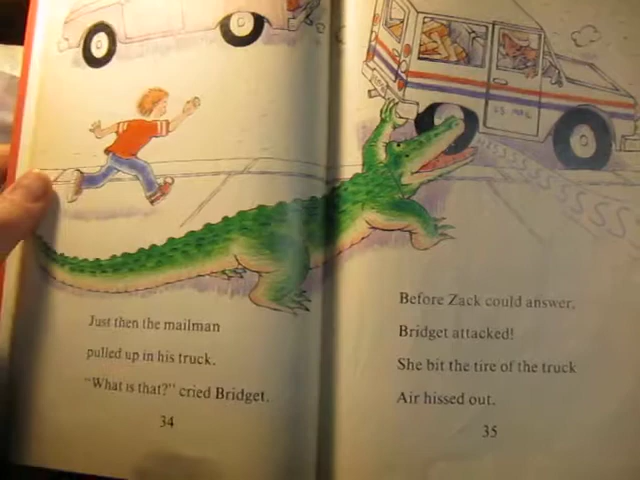 Just then the mailman
pulled up in his truck.
"What is that?" cried Bridget.
34
U.S. MAIL
HISSSSSSSSS
Before Zack could answer,
Bridget attacked!
She bit the tire of the truck
Air hissed out.
35